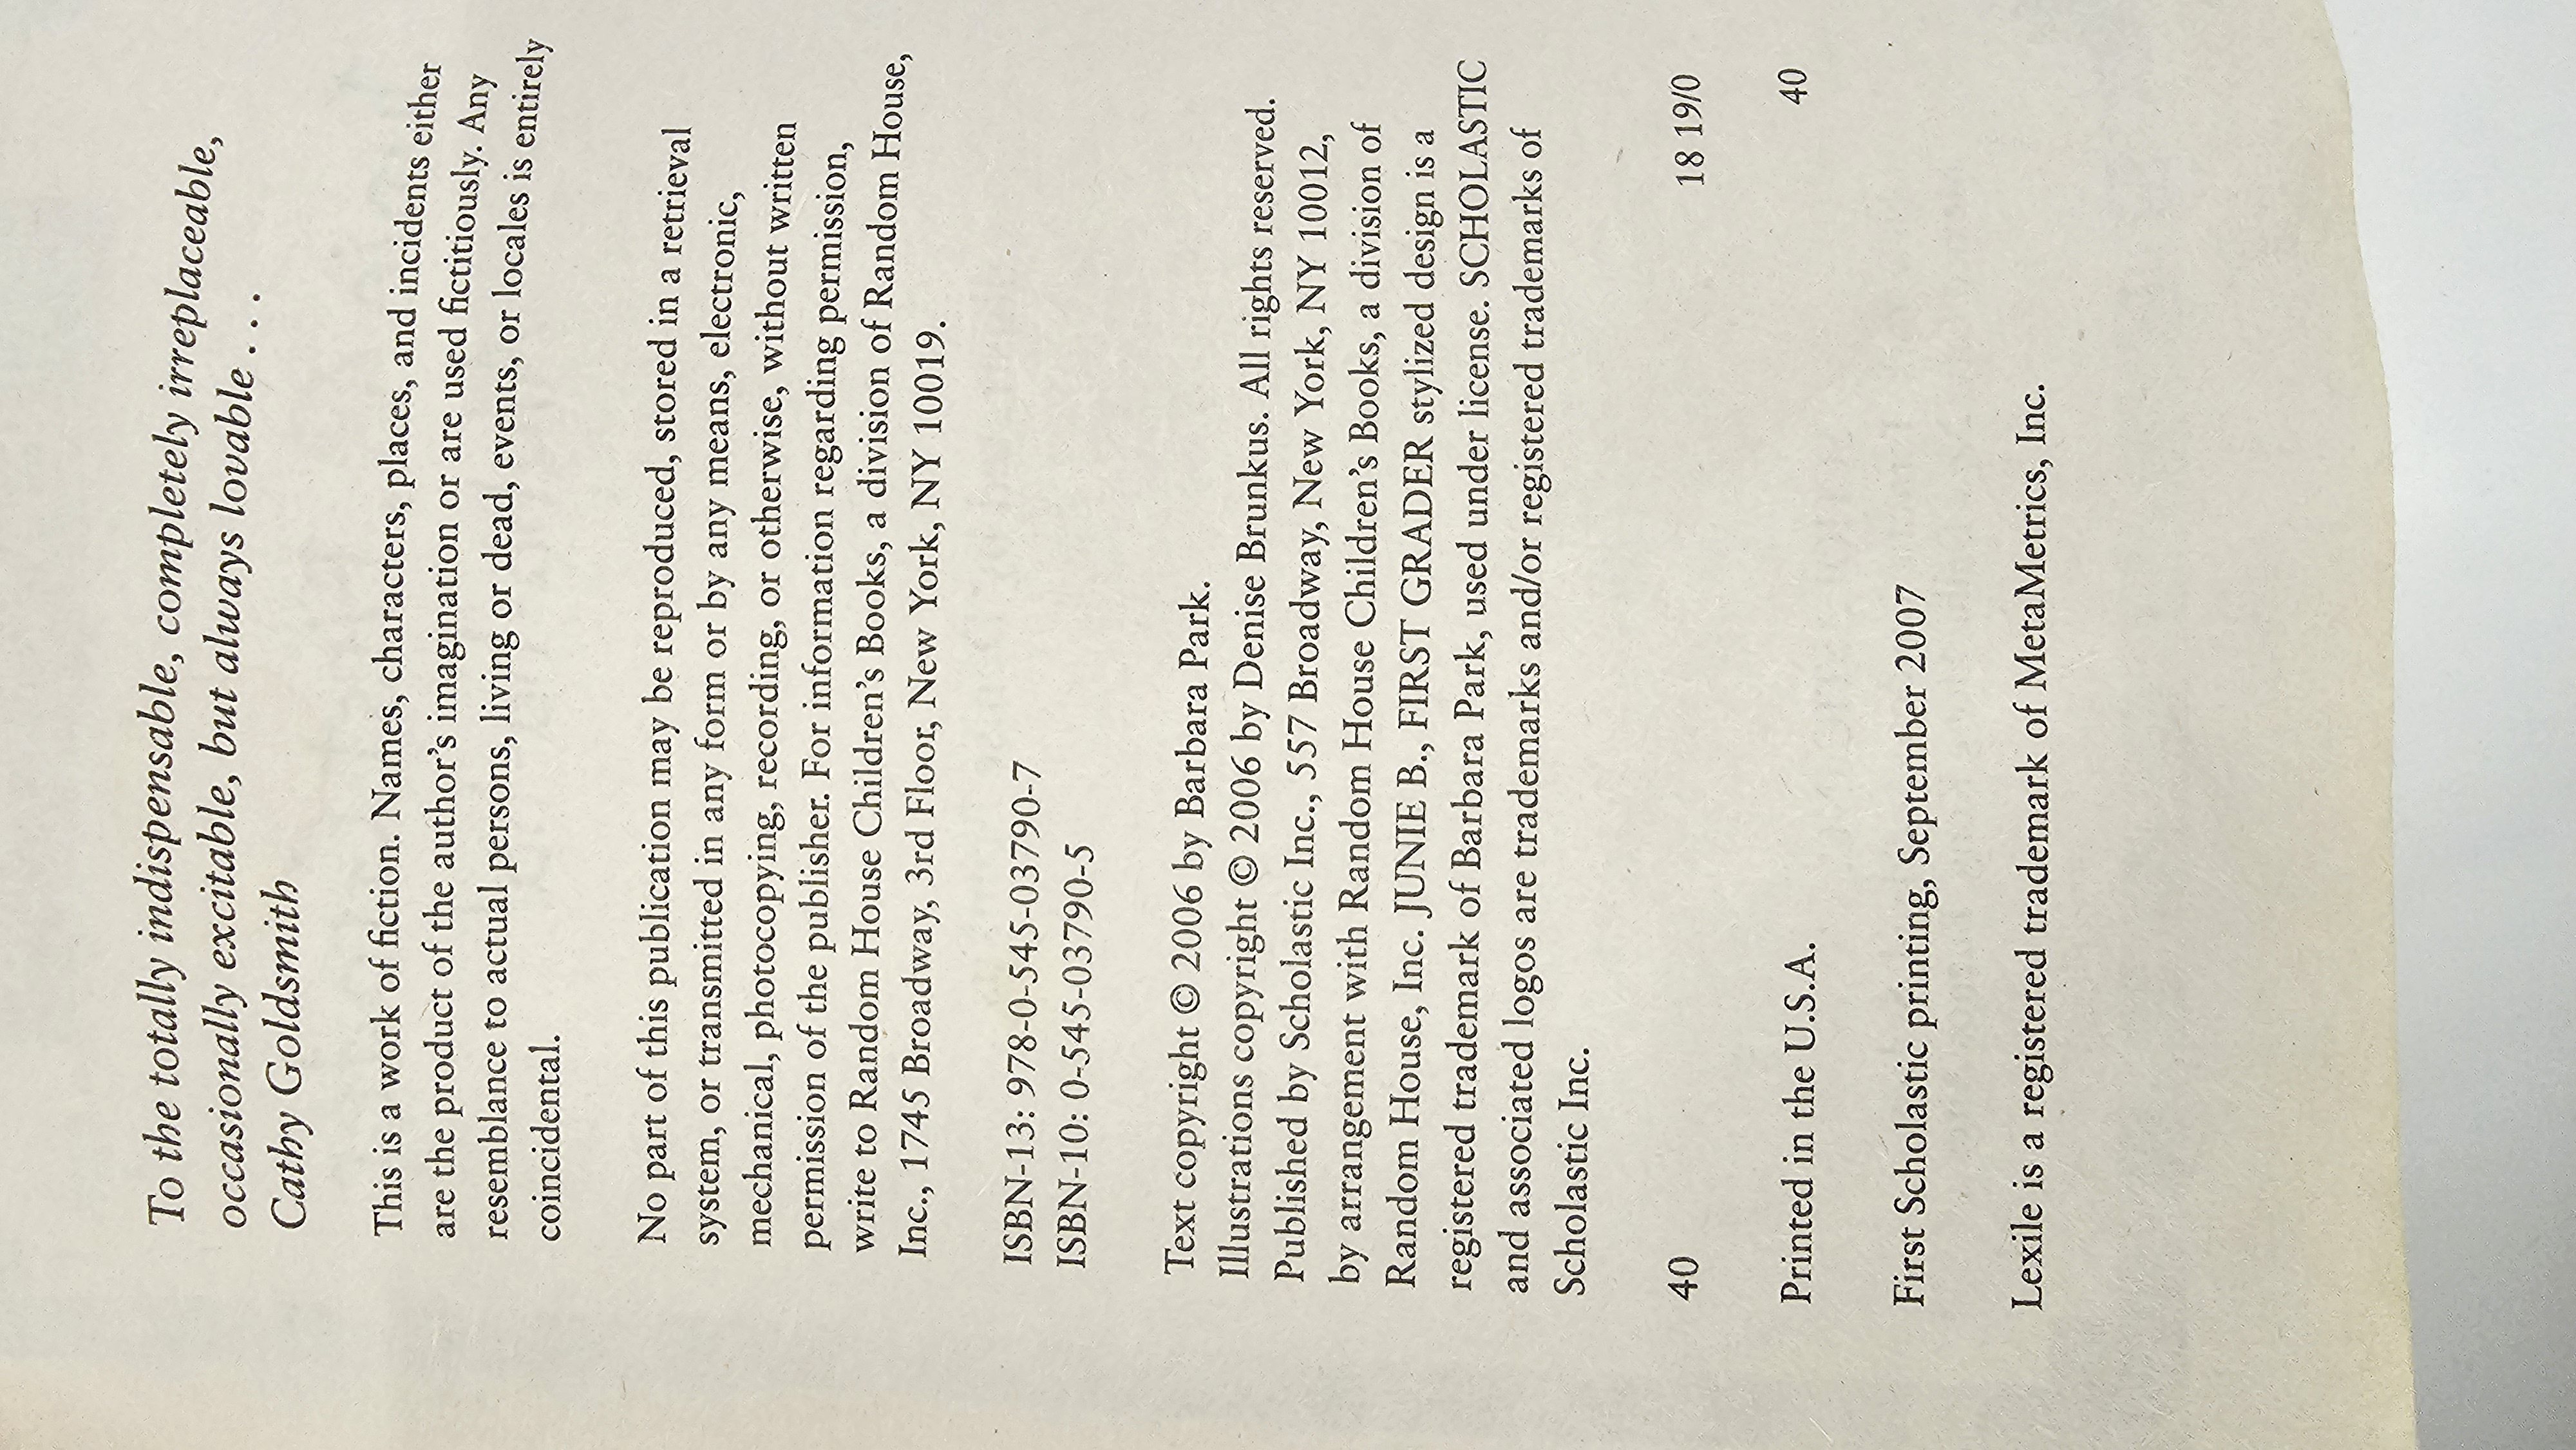 To the totally indispensable, completely irreplaceable,
occasionally excitable, but always lovable . . .
Cathy Goldsmith
This is a work of fiction. Names, characters, places, and incidents either
are the product of the author's imagination or are used fictitiously. Any
resemblance to actual persons, living or dead, events, or locales is entirely
coincidental.
No part of this publication may be reproduced, stored in a retrieval
system, or transmitted in any form or by any means, electronic,
mechanical, photocopying, recording, or otherwise, without written
permission of the publisher. For information regarding permission,
write to Random House Children's Books, a division of Random House,
Inc., 1745 Broadway, 3rd Floor, New York, NY 10019.
ISBN-13: 978-0-545-03790-7
ISBN-10: 0-545-03790-5
Text copyright © 2006 by Barbara Park.
Illustrations copyright © 2006 by Denise Brunkus. All rights reserved.
Published by Scholastic Inc., 557 Broadway, New York, NY 10012,
by arrangement with Random House Children's Books, a division of
Random House, Inc. JUNIE B., FIRST GRADER stylized design is a
registered trademark of Barbara Park, used under license. SCHOLASTIC
and associated logos are trademarks and/or registered trademarks of
Scholastic Inc.
40 18 19/0
Printed in the U.S.A. 40
First Scholastic printing, September 2007
Lexile is a registered trademark of MetaMetrics, Inc.